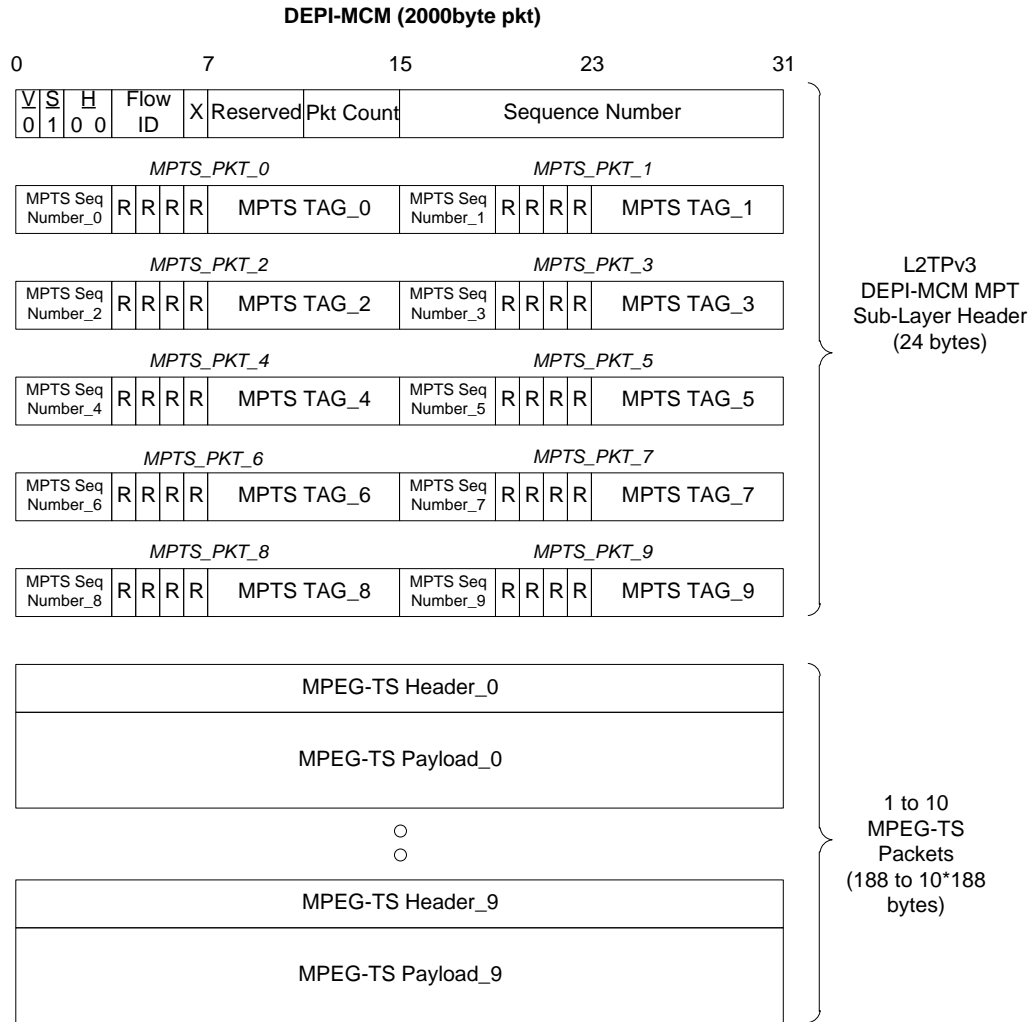 DEPI-MCM (2000byte pkt)
0 7 15 23 31
V S H Flow ID X Reserved Pkt Count Sequence Number
0 1 0 0
MPTS_PKT_0 MPTS_PKT_1
MPTS Seq Number_0 R R R R MPTS TAG_0 MPTS Seq Number_1 R R R R MPTS TAG_1
MPTS_PKT_2 MPTS_PKT_3
MPTS Seq Number_2 R R R R MPTS TAG_2 MPTS Seq Number_3 R R R R MPTS TAG_3
MPTS_PKT_4 MPTS_PKT_5
MPTS Seq Number_4 R R R R MPTS TAG_4 MPTS Seq Number_5 R R R R MPTS TAG_5
MPTS_PKT_6 MPTS_PKT_7
MPTS Seq Number_6 R R R R MPTS TAG_6 MPTS Seq Number_7 R R R R MPTS TAG_7
MPTS_PKT_8 MPTS_PKT_9
MPTS Seq Number_8 R R R R MPTS TAG_8 MPTS Seq Number_9 R R R R MPTS TAG_9
L2TPv3
DEPI-MCM MPT
Sub-Layer Header
(24 bytes)
MPEG-TS Header_0
MPEG-TS Payload_0
MPEG-TS Header_9
MPEG-TS Payload_9
1 to 10
MPEG-TS
Packets
(188 to 10*188
bytes)